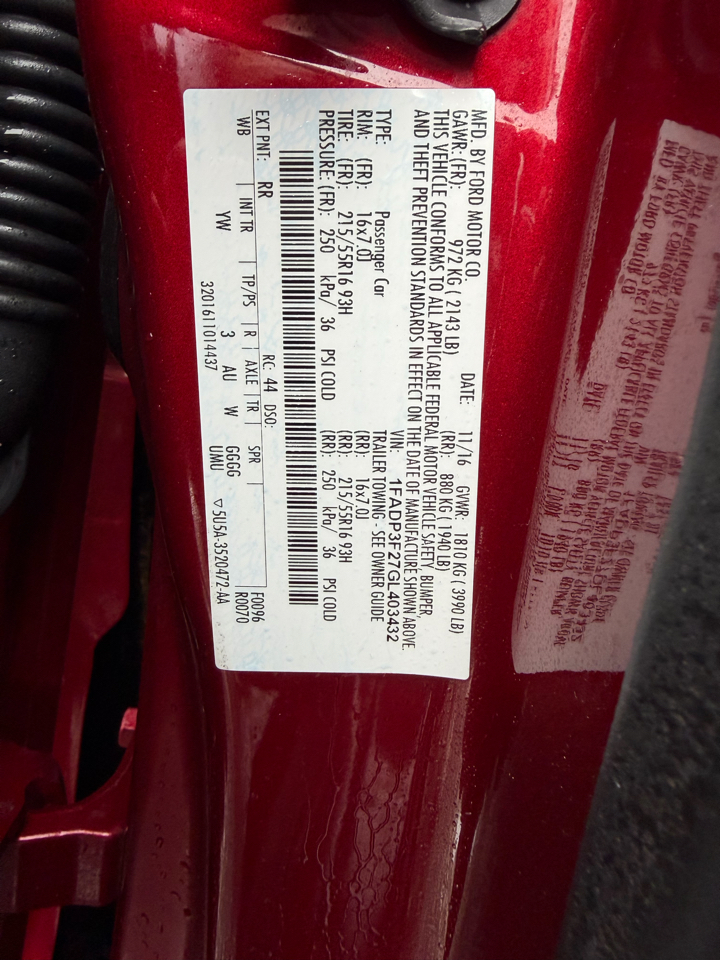 MFD. BY FORD MOTOR CO. DATE: 11/16 GVWR: 1810 KG ( 3990 LB)
GAWR: (FR): 972 KG ( 2143 LB) (RR): 880 KG ( 1940 LB)
THIS VEHICLE CONFORMS TO ALL APPLICABLE FEDERAL MOTOR VEHICLE SAFETY, BUMPER,
AND THEFT PREVENTION STANDARDS IN EFFECT ON THE DATE OF MANUFACTURE SHOWN ABOVE.
VIN: 1FADP3F27GL403432
TYPE: Passenger Car TRAILER TOWING - SEE OWNER GUIDE
RIM: (FR): 16x7.0J (RR): 16x7.0J
TIRE: (FR): 215/55R16 93H (RR): 215/55R16 93H
PRESSURE: (FR): 250 kPa/ 36 PSI COLD (RR): 250 kPa/ 36 PSI COLD
RC: 44 DSO: F0096
EXT PNT: RR R0070
WB INT TR TP/PS R AXLE TR SPR
YW 3 AU W GGGG
UMU
3201611014437 ▽5U5A-3520472-AA